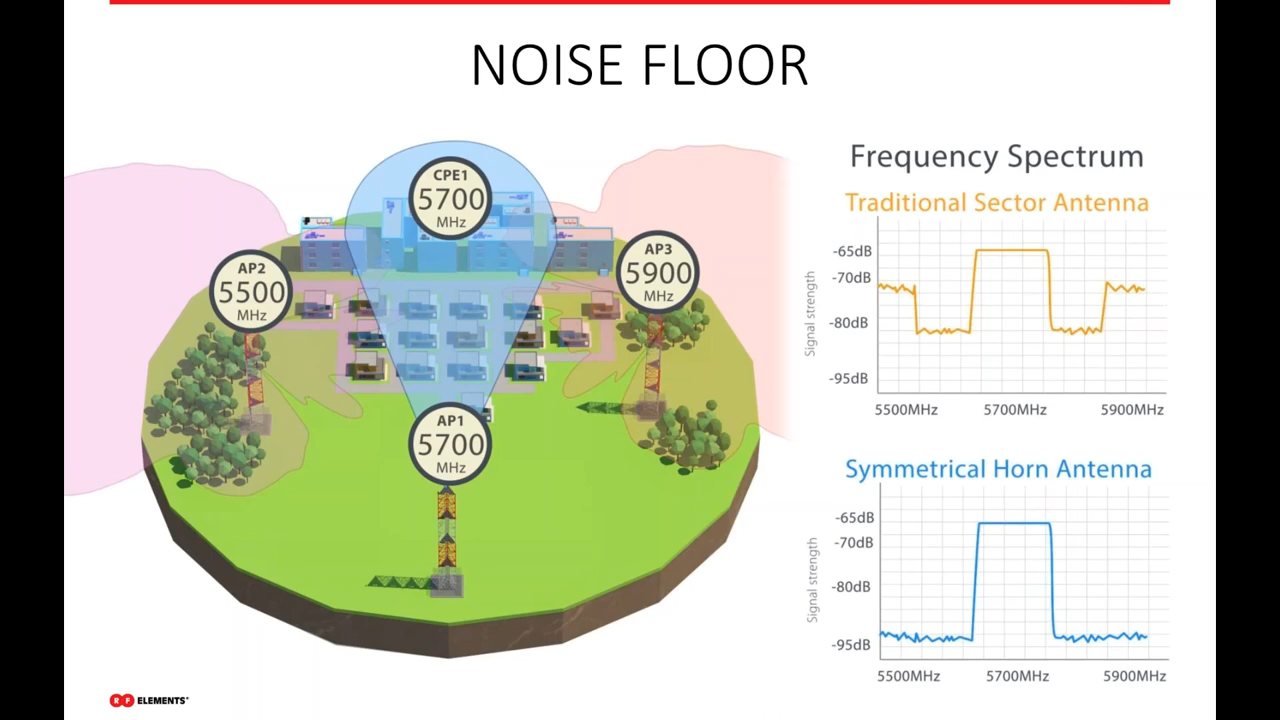 NOISE FLOOR
CPE1
5700
MHz
AP2
5500
MHz
AP3
5900
MHz
AP1
5700
MHz
Frequency Spectrum
Traditional Sector Antenna
Signal strength
-65dB
-70dB
-80dB
-95dB
5500MHz 5700MHz 5900MHz
Symmetrical Horn Antenna
Signal strength
-65dB
-70dB
-80dB
-95dB
5500MHz 5700MHz 5900MHz
RF ELEMENTS